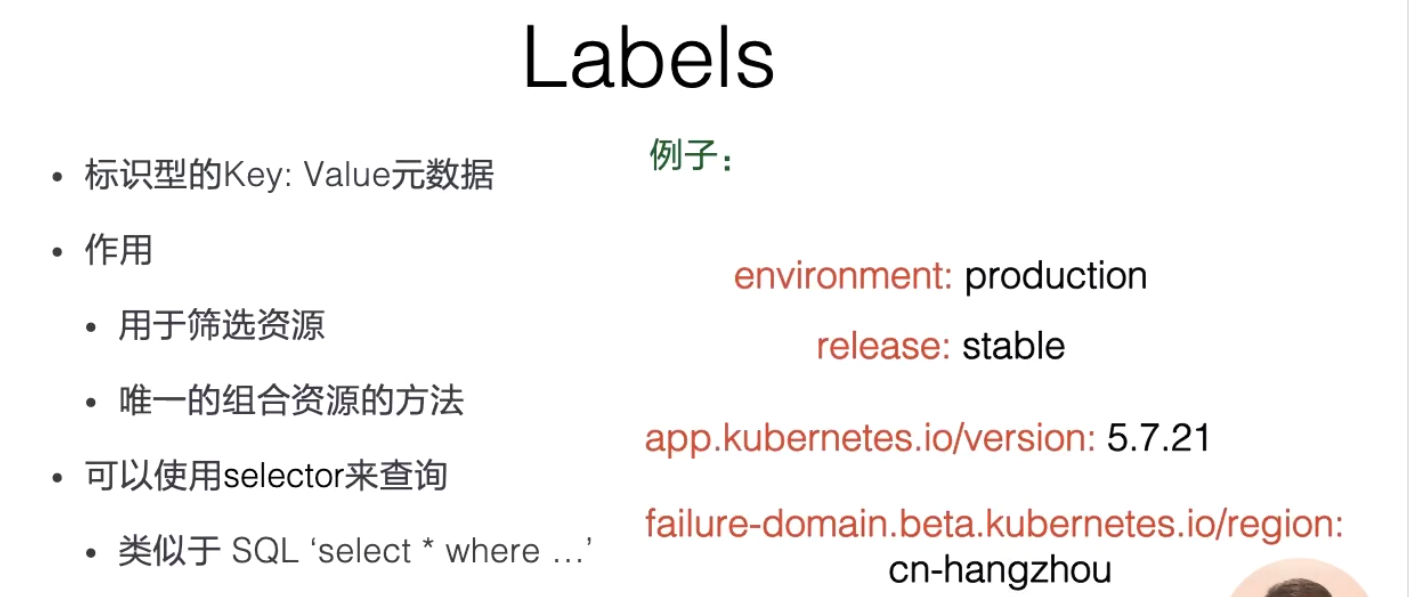 Labels
标识型的Key: Value元数据
作用
用于筛选资源
唯一的组合资源的方法
可以使用selector来查询
类似于 SQL ‘select * where ...’
例子：
environment: production
release: stable
app.kubernetes.io/version: 5.7.21
failure-domain.beta.kubernetes.io/region:
cn-hangzhou